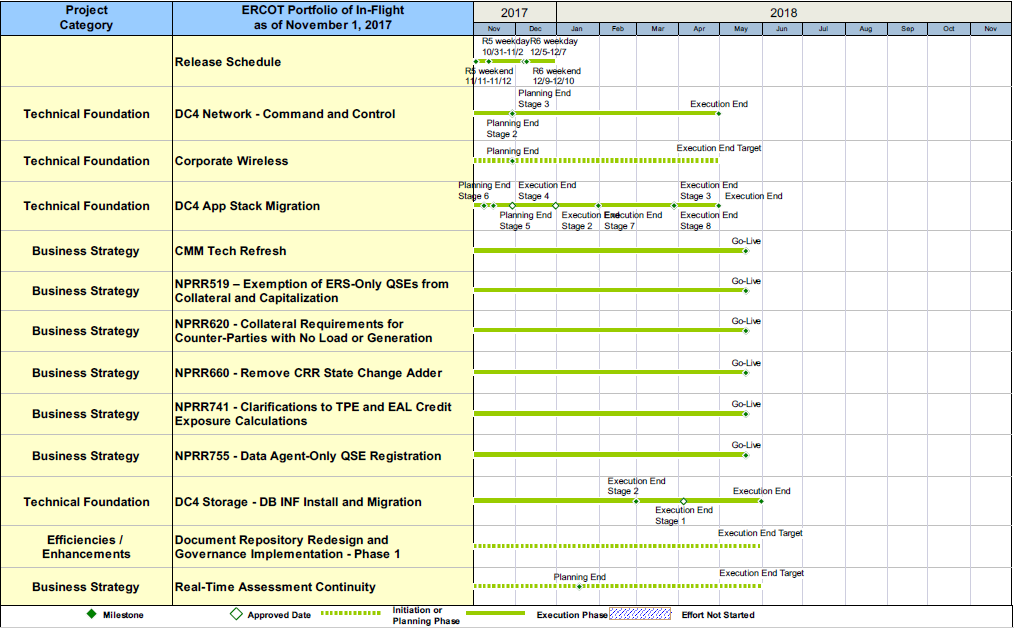 Project
Category
ERCOT Portfolio of In-Flight
as of November 1, 2017
2017
2018
Nov
Dec
Jan
Feb
Mar
Apr
May
Jun
Jul
Aug
Sep
Oct
Nov
Release Schedule
R5 weekday
10/31-11/2
R6 weekday
12/5-12/7
R5 weekend
11/11-11/12
R6 weekend
12/9-12/10
Technical Foundation
DC4 Network - Command and Control
Planning End
Stage 3
Execution End
Planning End
Stage 2
Technical Foundation
Corporate Wireless
Planning End
Execution End Target
Technical Foundation
DC4 App Stack Migration
Planning End
Stage 6
Execution End
Stage 4
Execution End
Stage 3
Execution End
Planning End
Stage 5
Execution End
Stage 2
Execution End
Stage 7
Execution End
Stage 8
Business Strategy
CMM Tech Refresh
Go-Live
Business Strategy
NPRR519 – Exemption of ERS-Only QSEs from
Collateral and Capitalization
Go-Live
Business Strategy
NPRR620 - Collateral Requirements for
Counter-Parties with No Load or Generation
Go-Live
Business Strategy
NPRR660 - Remove CRR State Change Adder
Go-Live
Business Strategy
NPRR741 - Clarifications to TPE and EAL Credit
Exposure Calculations
Go-Live
Business Strategy
NPRR755 - Data Agent-Only QSE Registration
Go-Live
Technical Foundation
DC4 Storage - DB INF Install and Migration
Execution End
Stage 2
Execution End
Execution End
Stage 1
Efficiencies /
Enhancements
Document Repository Redesign and
Governance Implementation - Phase 1
Execution End Target
Business Strategy
Real-Time Assessment Continuity
Planning End
Execution End Target
Milestone
Approved Date
Initiation or
Planning Phase
Execution Phase
Effort Not Started